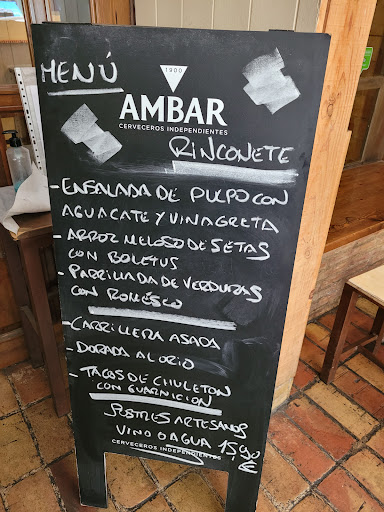 MENÚ
1900
AMBAR
CERVECEROS INDEPENDIENTES
RINCONETE
- ENSALADA DE PULPO CON
AGUACATE Y VINAGRETA
- ARROZ MELOSO DE SETAS
CON BOLETUS
- PARRILLADA DE VERDURAS
CON ROMESCO
- CARRILLERA ASADA
- DORADA AL ORIO
- TACOS DE CHULETON
CON GUARNICION
POSTRES ARTESANOS
VINO O AGUA 15,90 €
CERVECEROS INDEPENDIENTES